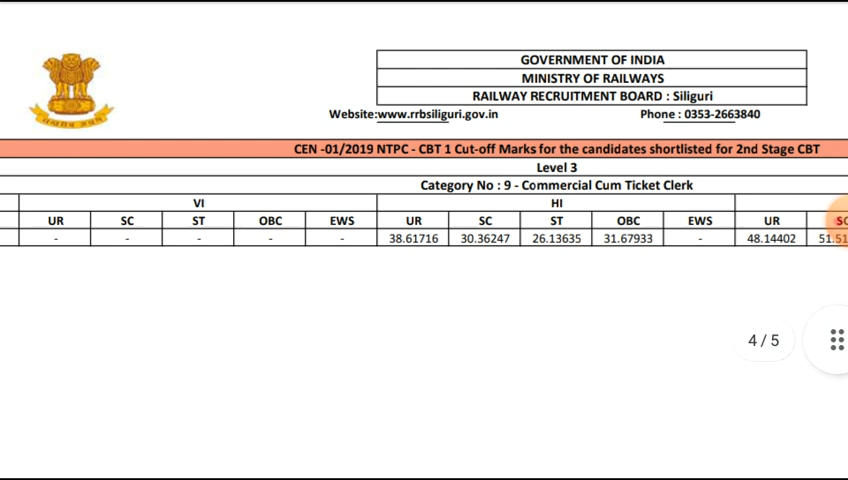 GOVERNMENT OF INDIA
MINISTRY OF RAILWAYS
RAILWAY RECRUITMENT BOARD : Siliguri
Website:www.rrbsiliguri.gov.in Phone : 0353-2663840
CEN -01/2019 NTPC - CBT 1 Cut-off Marks for the candidates shortlisted for 2nd Stage CBT
Level 3
Category No : 9 - Commercial Cum Ticket Clerk
VI HI
UR SC ST OBC EWS UR SC ST OBC EWS UR SC
- - - - - 38.61716 30.36247 26.13635 31.67933 - 48.14402 51.51
4 / 5